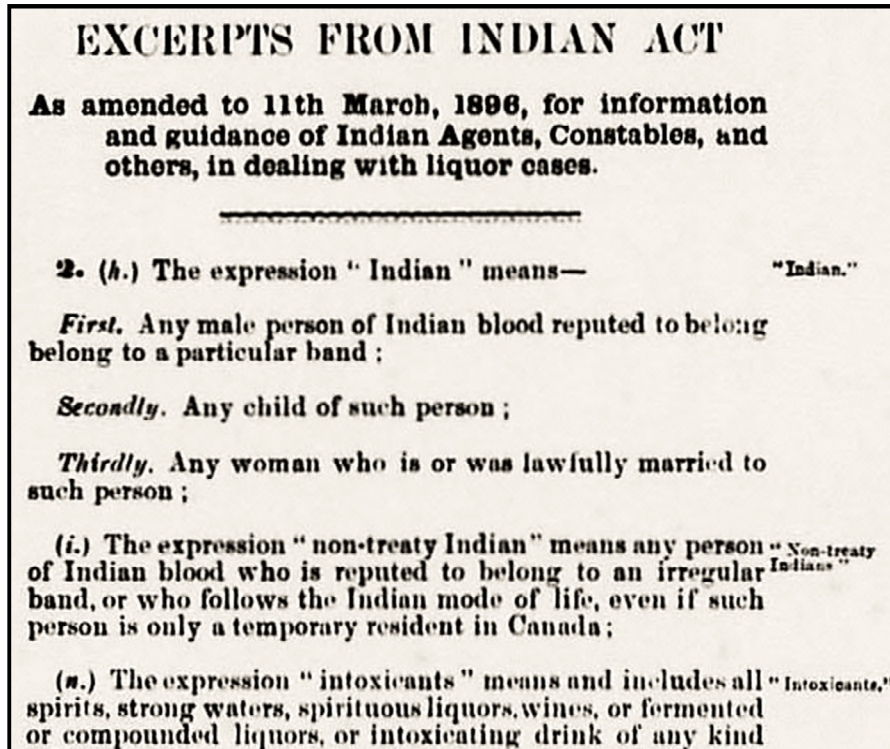 EXCERPTS FROM INDIAN ACT
As amended to 11th March, 1896, for information
and guidance of Indian Agents, Constables, and
others, in dealing with liquor cases.
2. (h.) The expression " Indian " means— "Indian."
First. Any male person of Indian blood reputed to belong
belong to a particular band ;
Secondly. Any child of such person ;
Thirdly. Any woman who is or was lawfully married to
such person ;
(i.) The expression " non-treaty Indian " means any person " Non-treaty
of Indian blood who is reputed to belong to an irregular Indians "
band, or who follows the Indian mode of life, even if such
person is only a temporary resident in Canada ;
(n.) The expression " intoxicants " means and includes all " Intoxicants."
spirits, strong waters, spirituous liquors, wines, or fermented
or compounded liquors, or intoxicating drink of any kind